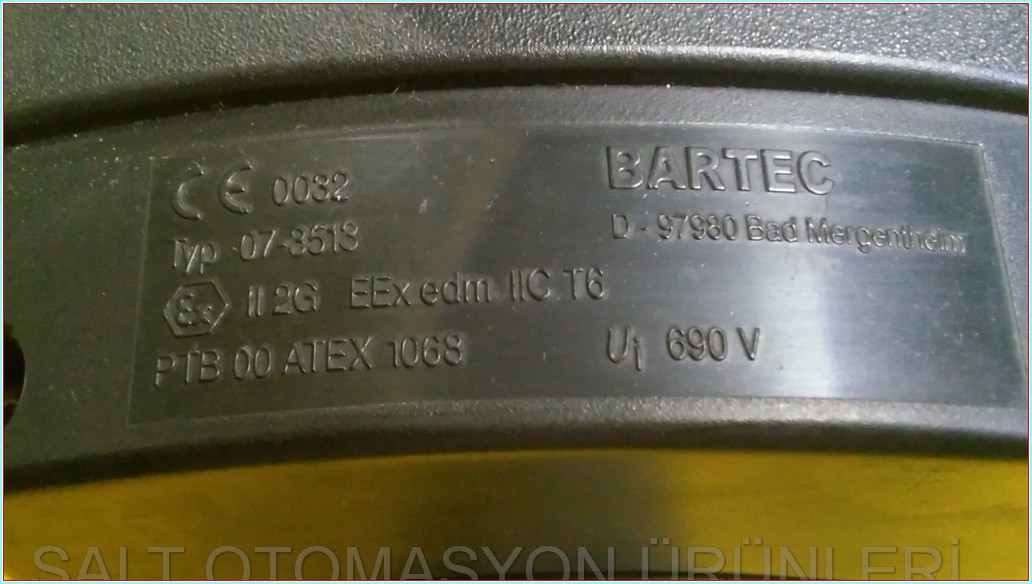 CE 0032
BARTEC
Typ 07-3513
D - 97980 Bad Mergentheim
Ex II 2G EEx edm IIC T6
PTB 00 ATEX 1068
Ui 690 V
SALT OTOMASYON ÜRÜNLERİ